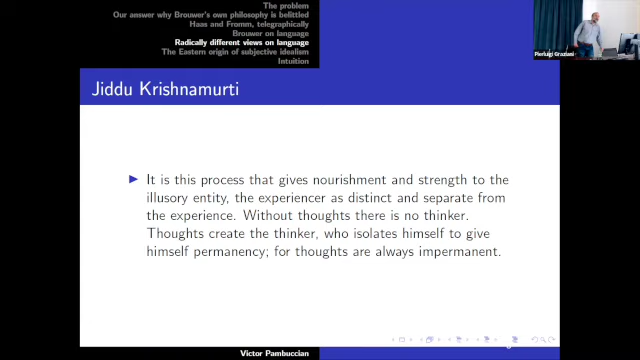 The problem
Our answer why Brouwer's own philosophy is belittled
Haas and Fromm, telegraphically
Brouwer on language
Radically different views on language
The Eastern origin of subjective idealism
Intuition
Pierluigi Graziani
Jiddu Krishnamurti
It is this process that gives nourishment and strength to the
illusory entity, the experiencer as distinct and separate from
the experience. Without thoughts there is no thinker.
Thoughts create the thinker, who isolates himself to give
himself permanency; for thoughts are always impermanent.
Victor Pambuccian